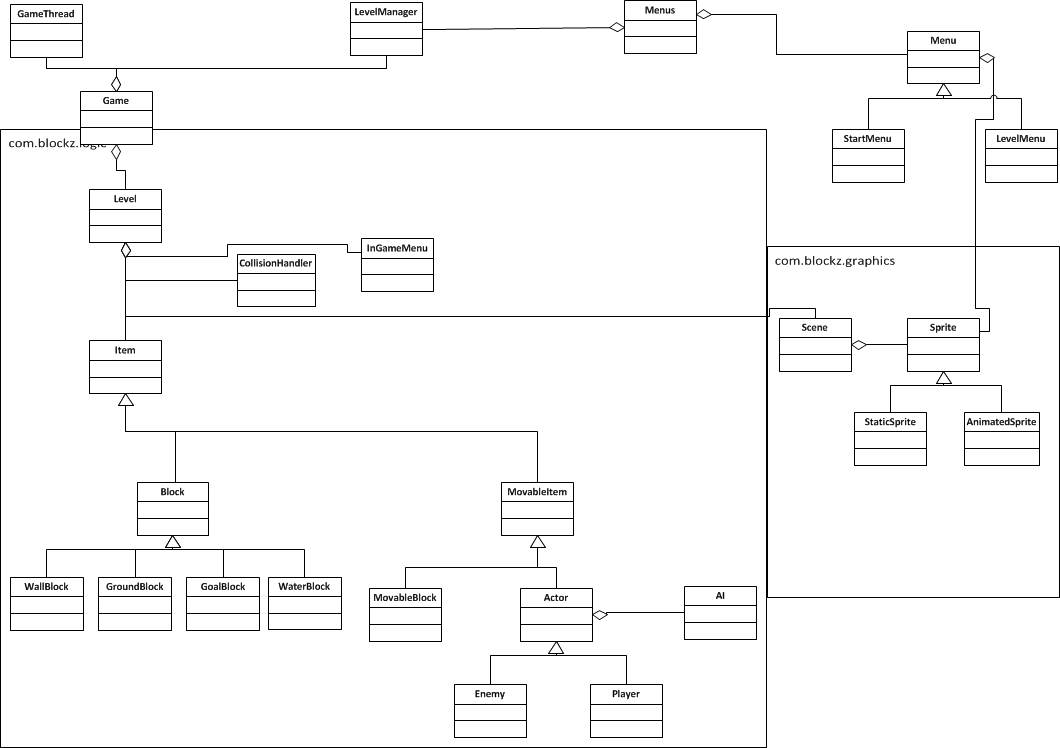 GameThread
LevelManager
Menus
Menu
Game
com.blockz.logic
StartMenu
LevelMenu
Level
InGameMenu
CollisionHandler
com.blockz.graphics
Scene
Sprite
Item
StaticSprite
AnimatedSprite
Block
MovableItem
WallBlock
GroundBlock
GoalBlock
WaterBlock
MovableBlock
Actor
AI
Enemy
Player